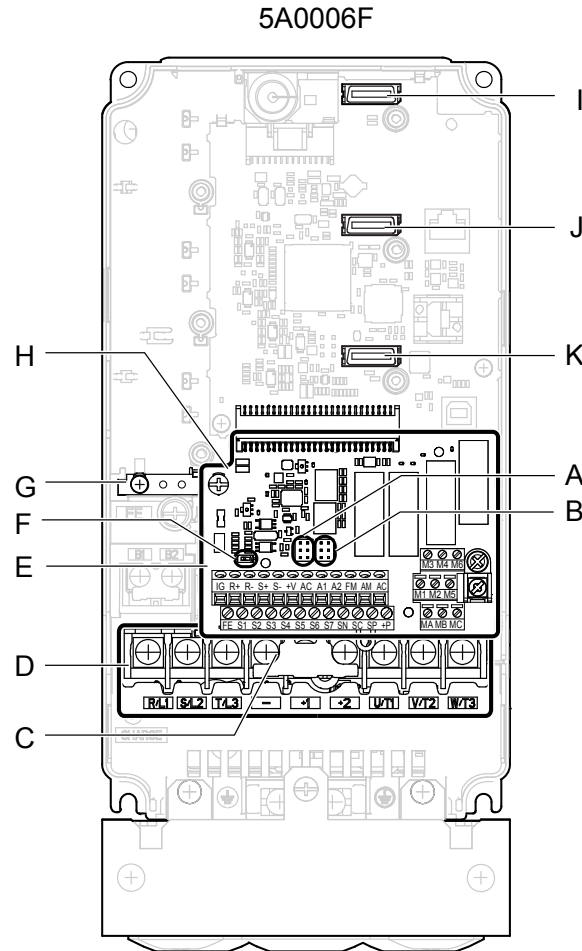 5A0006F
I
J
K
H
A
G
B
F
FE
E
B1 B2
M3 M4 M6
IG R+ R- S+ S- +V AC A1 A2 FM AM AC
M1 M2 M5
FE S1 S2 S3 S4 S5 S6 S7 SN SC SP +P
MA MB MC
D
R/L1 S/L2 T/L3 − +1 +2 U/T1 V/T2 W/T3
C
CHARGE